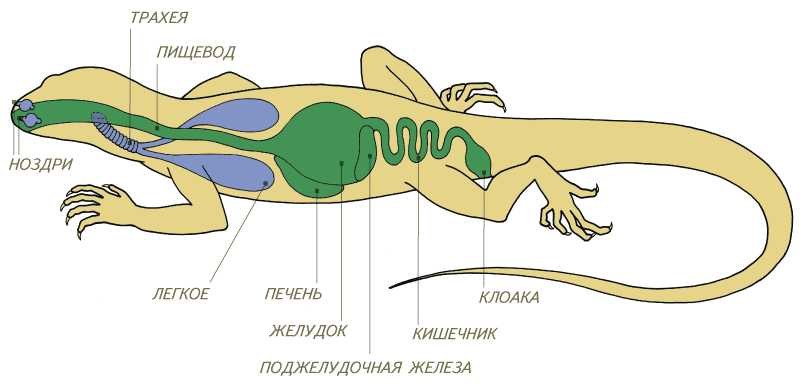 ТРАХЕЯ
ПИЩЕВОД
НОЗДРИ
ЛЕГКОЕ
ПЕЧЕНЬ
КЛОАКА
ЖЕЛУДОК
КИШЕЧНИК
ПОДЖЕЛУДОЧНАЯ ЖЕЛЕЗА